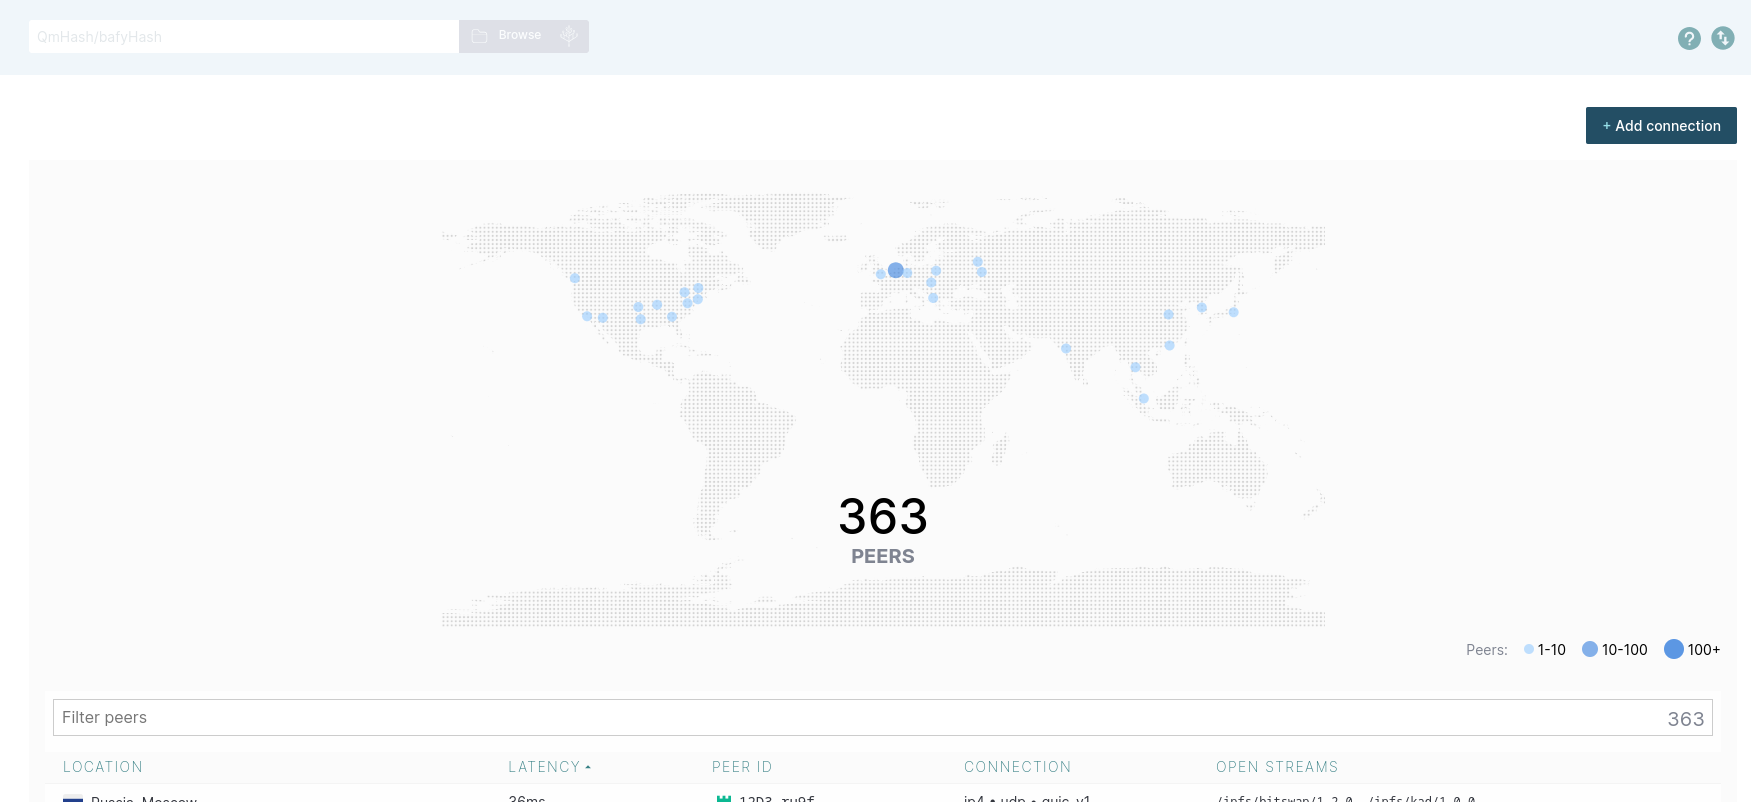 QmHash/bafyHash
Browse
+ Add connection
363
PEERS
Peers: 1-10 10-100 100+
Filter peers 363
LOCATION LATENCY PEER ID CONNECTION OPEN STREAMS
Russia, Moscow 36ms 12D3 ru9f ip4 • udp • quic-v1 /ipfs/bitswap/1.2.0, /ipfs/kad/1.0.0